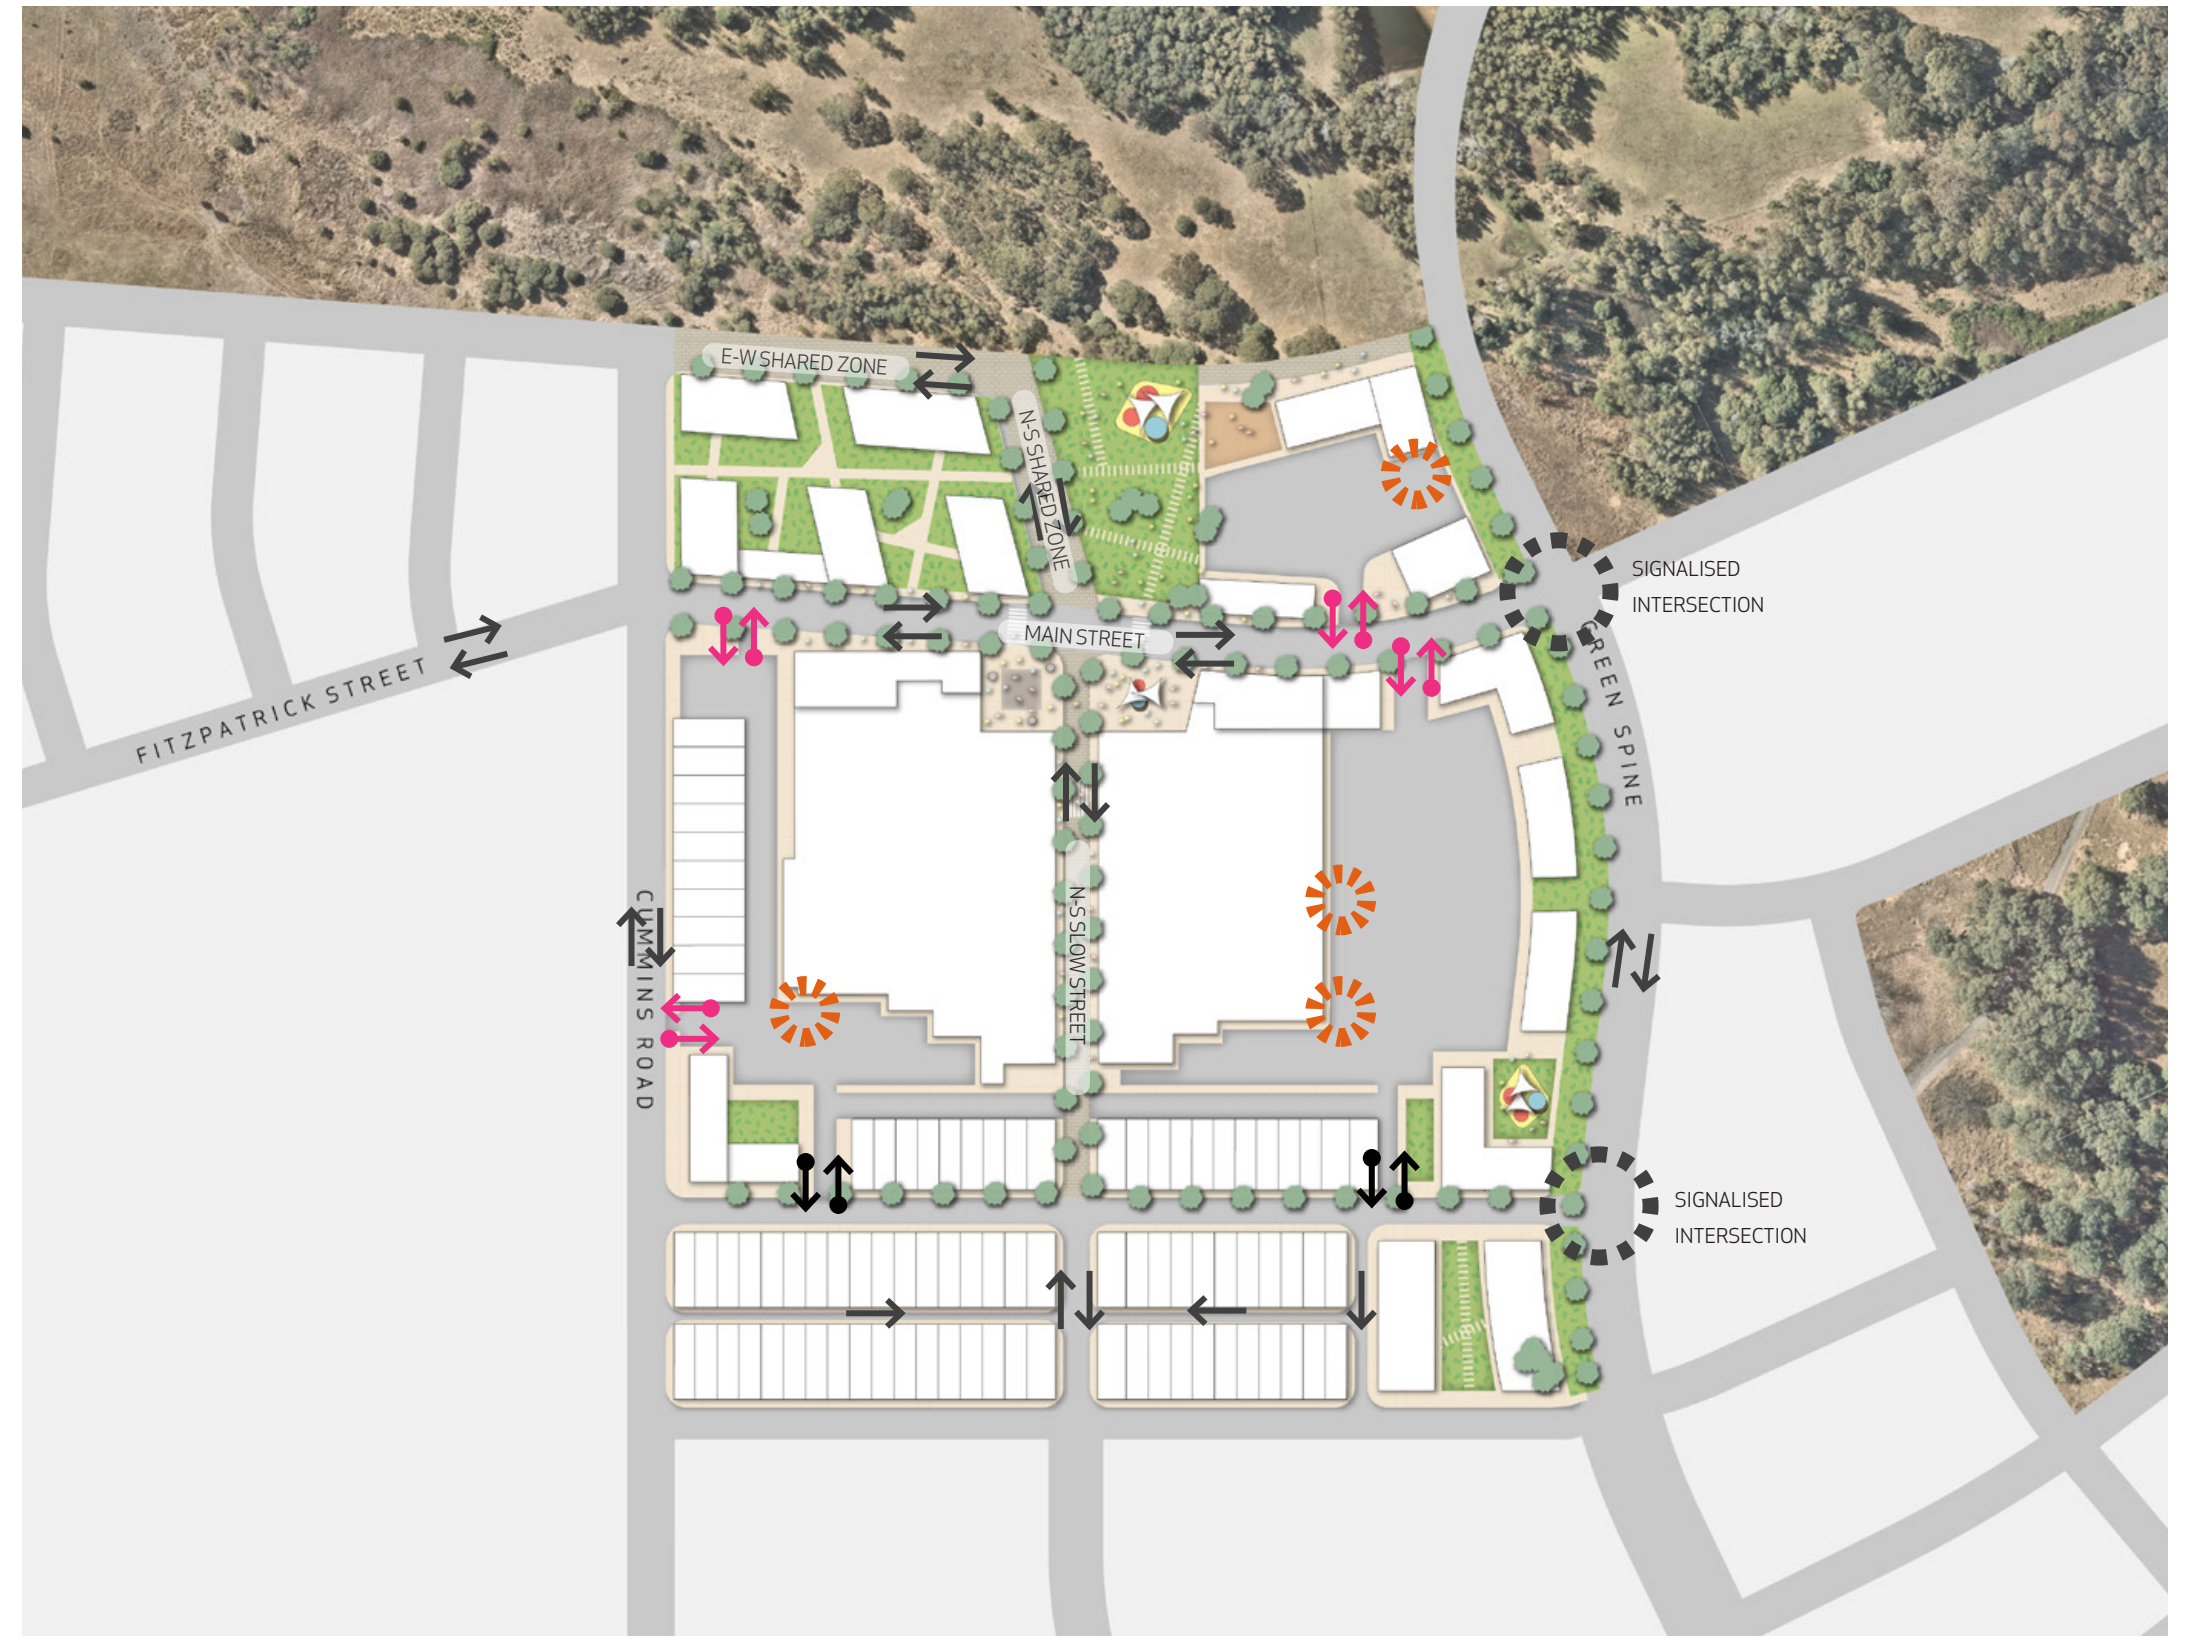 E-W SHARED ZONE
N-S SHARED ZONE
SIGNALISED
INTERSECTION
MAIN STREET
FITZPATRICK STREET
GREEN SPINE
CUMMINS ROAD
N-S SLOW STREET
SIGNALISED
INTERSECTION